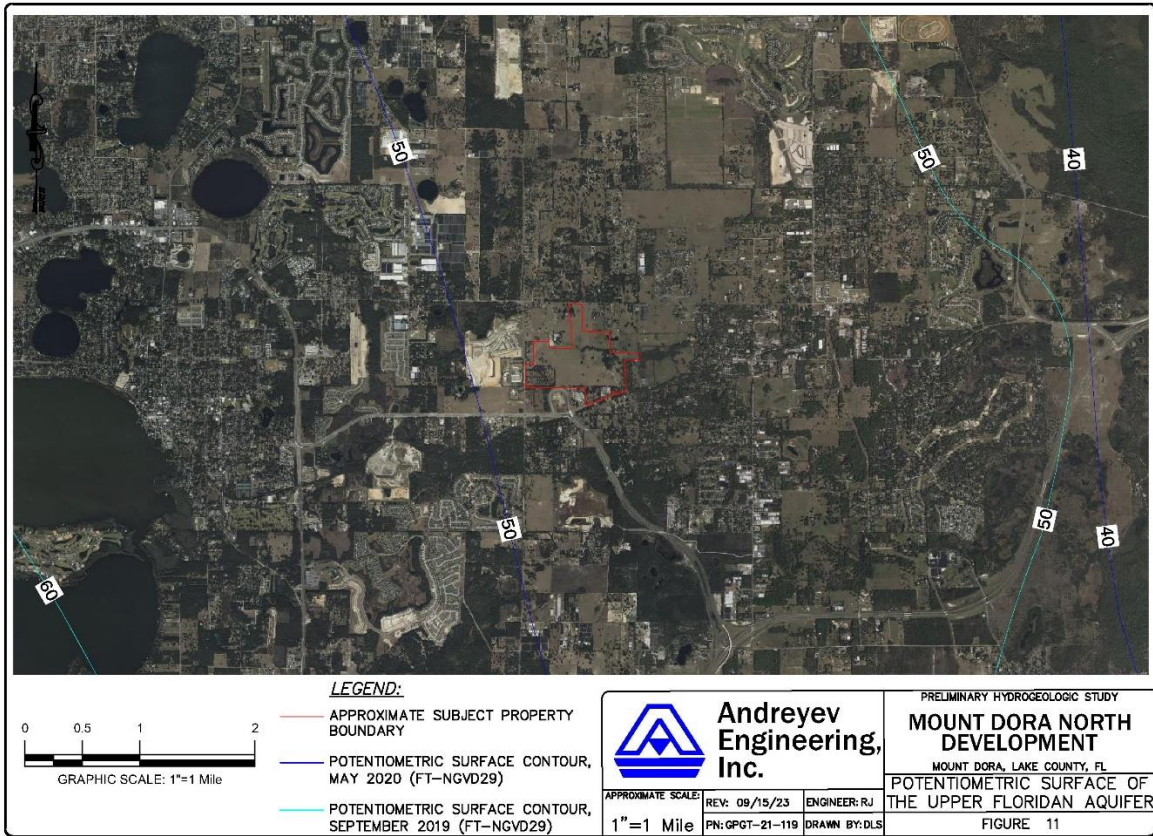 50
50
40
50
50
40
60
LEGEND:
APPROXIMATE SUBJECT PROPERTY
BOUNDARY
POTENTIOMETRIC SURFACE CONTOUR,
MAY 2020 (FT-NGVD29)
POTENTIOMETRIC SURFACE CONTOUR,
SEPTEMBER 2019 (FT-NGVD29)
0 0.5 1 2
GRAPHIC SCALE: 1"=1 Mile
Andreyev
Engineering,
Inc.
APPROXIMATE SCALE:
1"=1 Mile
REV: 09/15/23
ENGINEER: RJ
PN: GPGT-21-119
DRAWN BY: DLS
PRELIMINARY HYDROGEOLOGIC STUDY
MOUNT DORA NORTH
DEVELOPMENT
MOUNT DORA, LAKE COUNTY, FL
POTENTIOMETRIC SURFACE OF
THE UPPER FLORIDAN AQUIFER
FIGURE 11